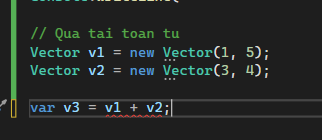 // Qua tai toan tu
Vector v1 = new Vector(1, 5);
Vector v2 = new Vector(3, 4);
var v3 = v1 + v2;